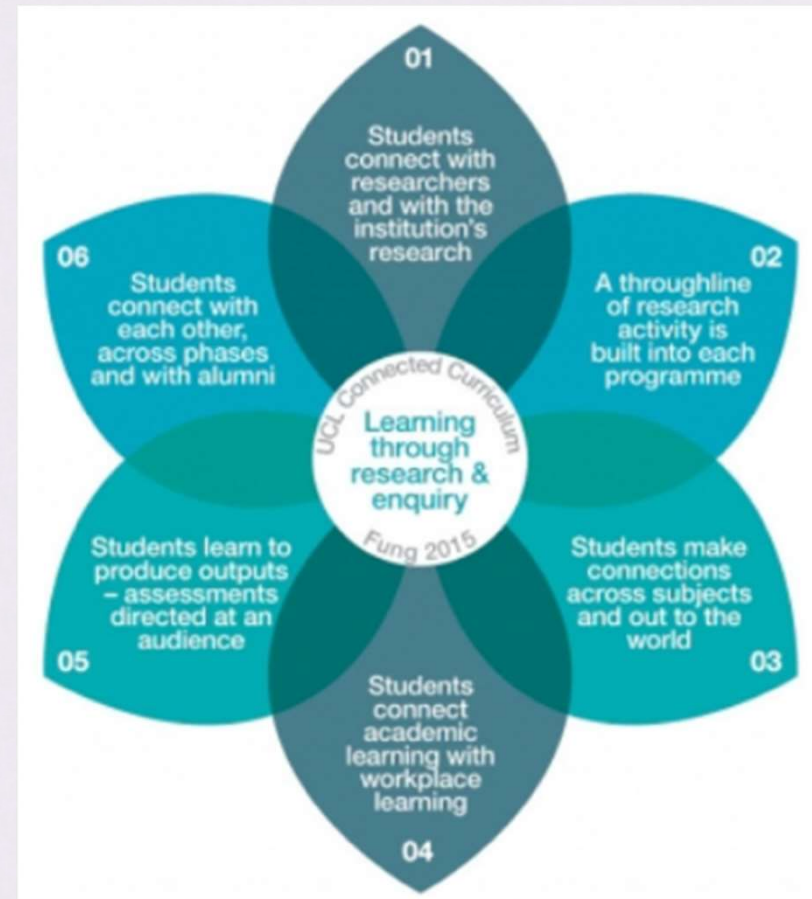 01
Students
connect with
researchers
and with the
institution's
research
02
A throughline
of research
activity is
built into each
programme
Students make
connections
across subjects
and out to the
world
03
Students
connect
academic
learning with
workplace
learning
04
Students learn to
produce outputs
– assessments
directed at an
audience
05
06
Students
connect with
each other,
across phases
and with alumni
UCL Connected Curriculum
Learning
through
research &
enquiry
Fung 2015